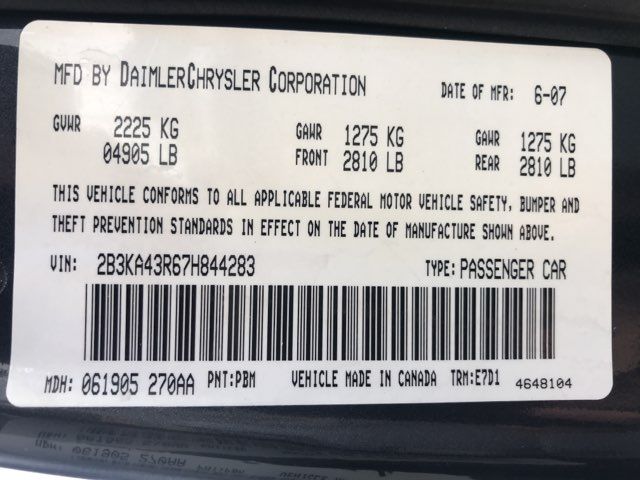 MFD BY DAIMLERCHRYSLER CORPORATION
DATE OF MFR: 6-07
GVWR 2225 KG GAWR 1275 KG GAWR 1275 KG
04905 LB FRONT 2810 LB REAR 2810 LB
THIS VEHICLE CONFORMS TO ALL APPLICABLE FEDERAL MOTOR VEHICLE SAFETY, BUMPER AND
THEFT PREVENTION STANDARDS IN EFFECT ON THE DATE OF MANUFACTURE SHOWN ABOVE.
VIN: 2B3KA43R67H844283 TYPE: PASSENGER CAR
MDH: 061905 270AA PNT:PBM VEHICLE MADE IN CANADA TRM:E7D1 4648104